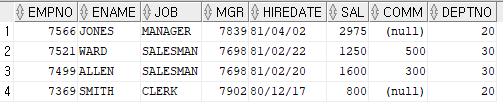 EMPNO ENAME JOB MGR HIREDATE SAL COMM DEPTNO
1 7566 JONES MANAGER 7839 81/04/02 2975 (null) 20
2 7521 WARD SALESMAN 7698 81/02/22 1250 500 30
3 7499 ALLEN SALESMAN 7698 81/02/20 1600 300 30
4 7369 SMITH CLERK 7902 80/12/17 800 (null) 20